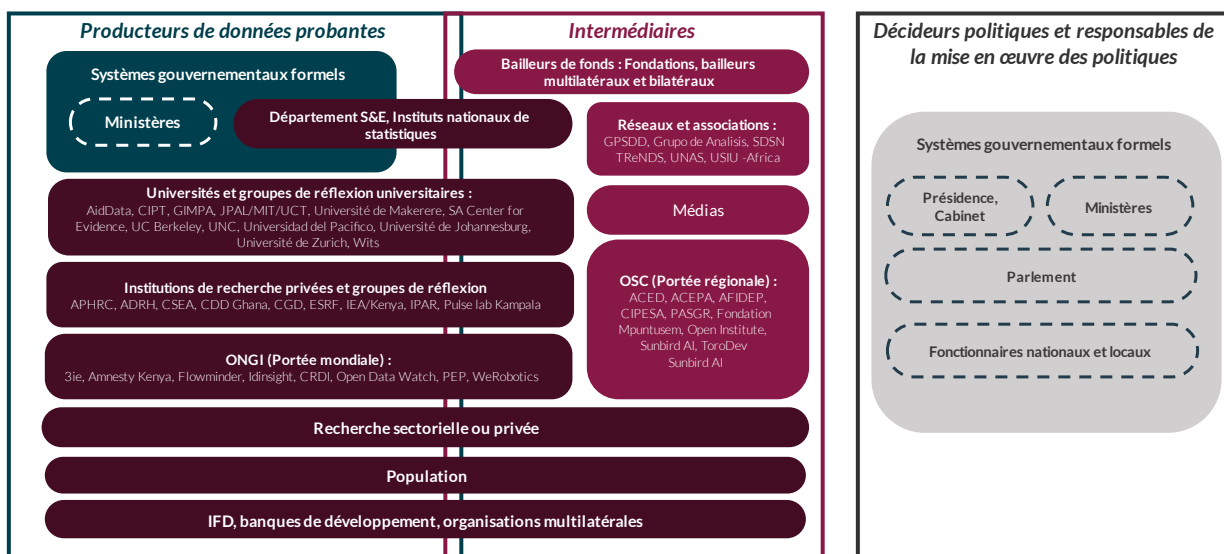 Producteurs de données probantes
Systèmes gouvernementaux formels
Ministères
Département S&E, Instituts nationaux de
statistiques
Universités et groupes de réflexion universitaires :
AidData, CIPT, GIMPA, JPAL/MIT/UCT, Université de Makerere, SA Center for
Evidence, UC Berkeley, UNC, Universidad del Pacifico, Université de Johannesburg,
Université de Zurich, Wits
Institutions de recherche privées et groupes de réflexion
APHRC, ADRH, CSEA, CDD Ghana, CGD, ESRF, IEA/Kenya, IPAR, Pulse lab Kampala
ONGI (Portée mondiale) :
3ie, Amnesty Kenya, Flowminder, Idinsight, CRDI, Open Data Watch, PEP, WeRobotics
Intermédiaires
Bailleurs de fonds : Fondations, bailleurs
multilatéraux et bilatéraux
Réseaux et associations :
GPSDD, Grupo de Analisis, SDSN
TReNDS, UNAS, USIU -Africa
Médias
OSC (Portée régionale) :
ACED, ACEPA, AFIDEP,
CIPESA, PASGR, Fondation
Mputusem, Open Institute,
Sunbird AI, ToroDev
Sunbird AI
Recherche sectorielle ou privée
Population
IFD, banques de développement, organisations multilatérales
Décideurs politiques et responsables de
la mise en œuvre des politiques
Systèmes gouvernementaux formels
Présidence,
Cabinet
Ministères
Parlement
Fonctionnaires nationaux et locaux